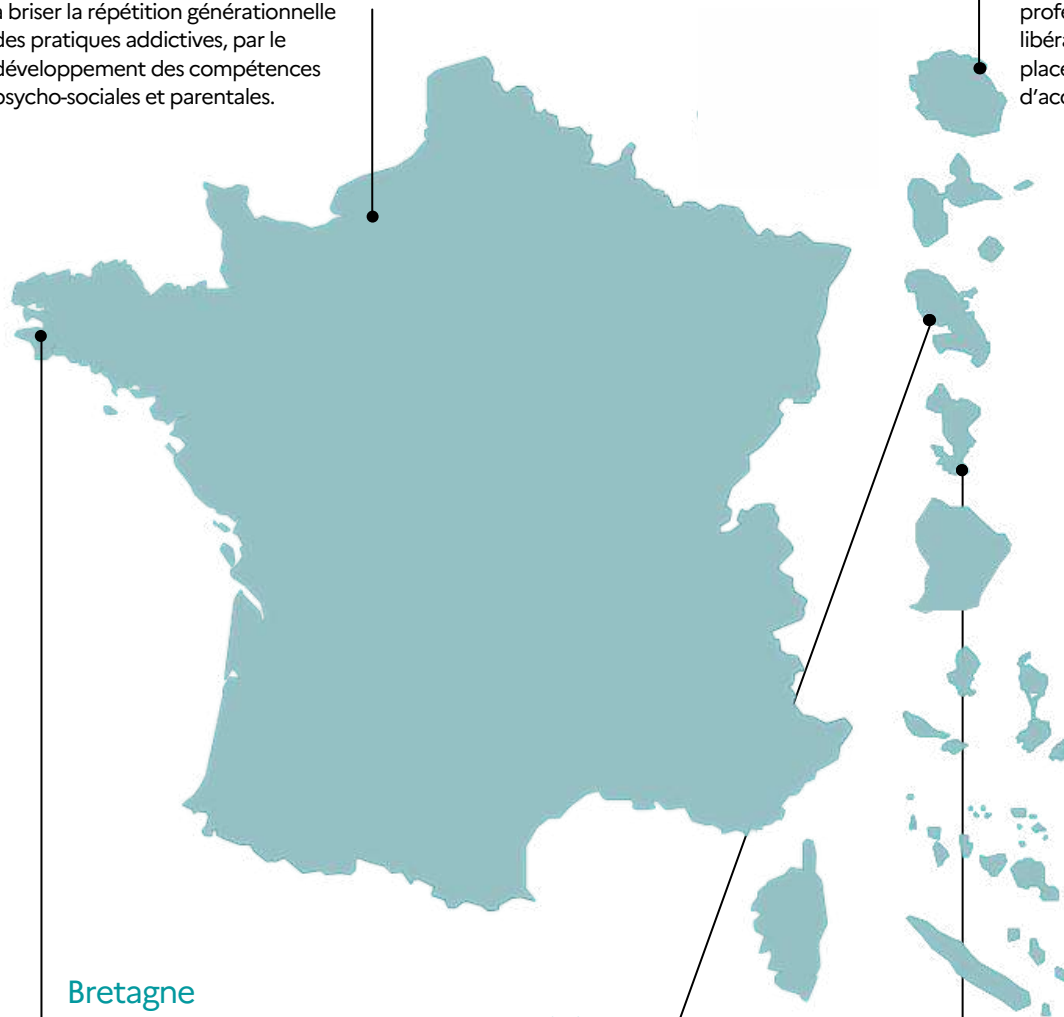 à briser la répétition générationnelle
des pratiques addictives, par le
développement des compétences
psycho-sociales et parentales.
Bretagne